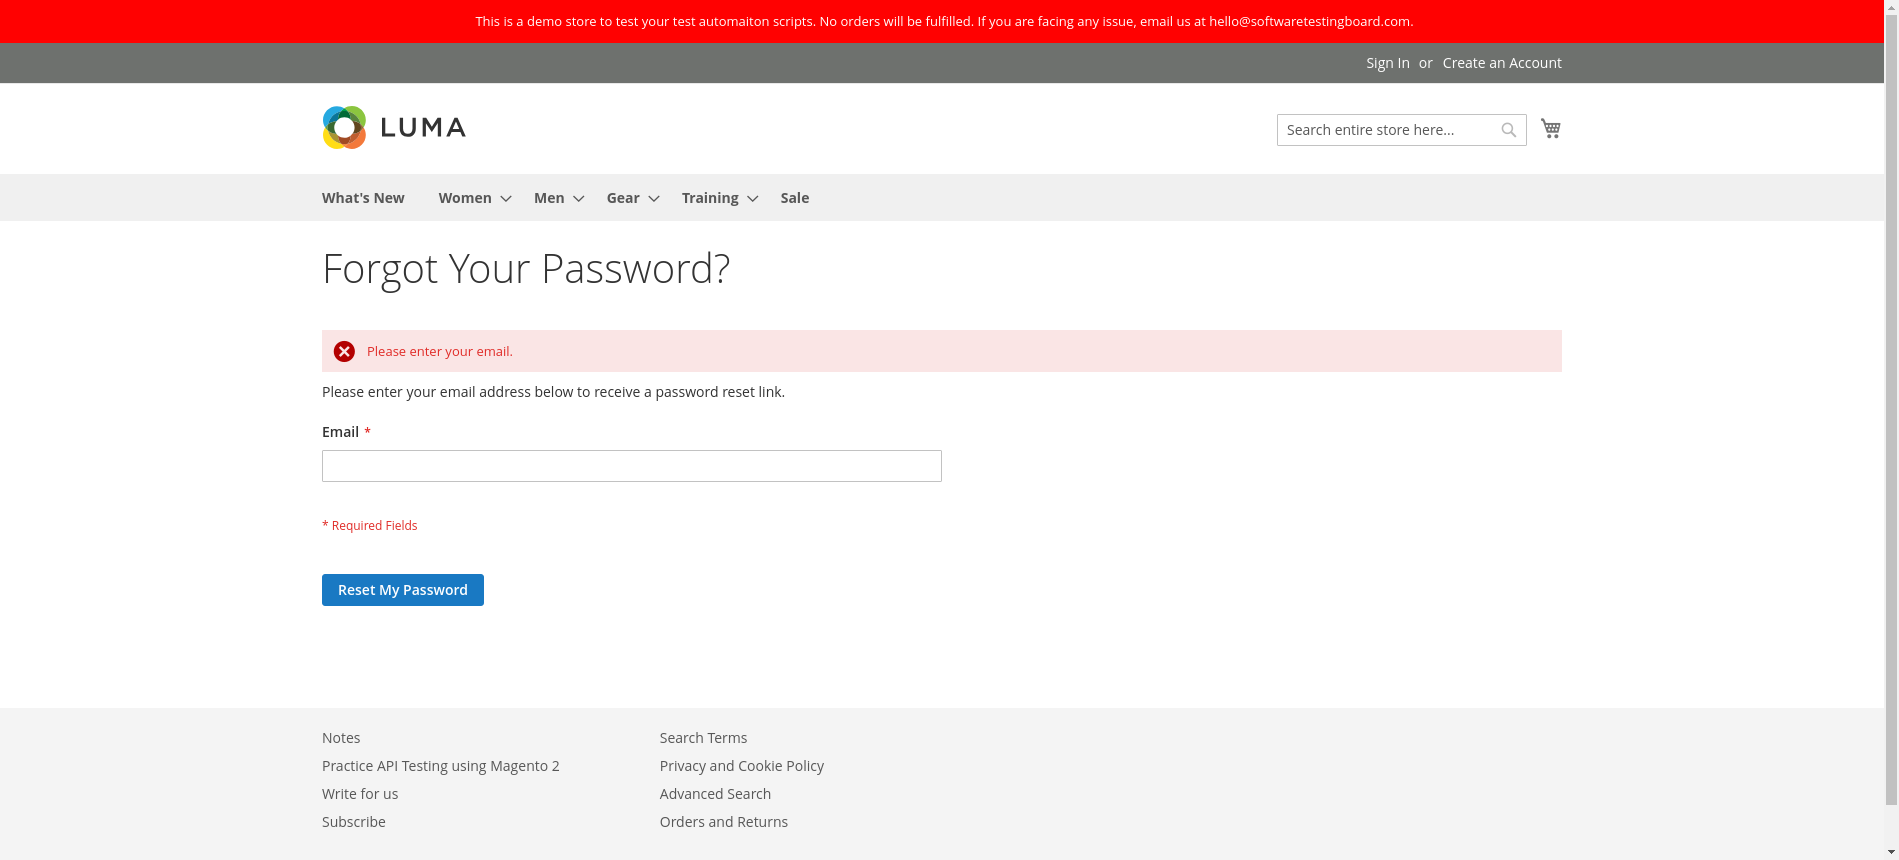 This is a demo store to test your test automaiton scripts. No orders will be fulfilled. If you are facing any issue, email us at hello@softwaretestingboard.com.
Sign In or Create an Account
LUMA
Search entire store here...
What's New Women Men Gear Training Sale
Forgot Your Password?
Please enter your email.
Please enter your email address below to receive a password reset link.
Email *
* Required Fields
Reset My Password
Notes
Practice API Testing using Magento 2
Write for us
Subscribe
Search Terms
Privacy and Cookie Policy
Advanced Search
Orders and Returns